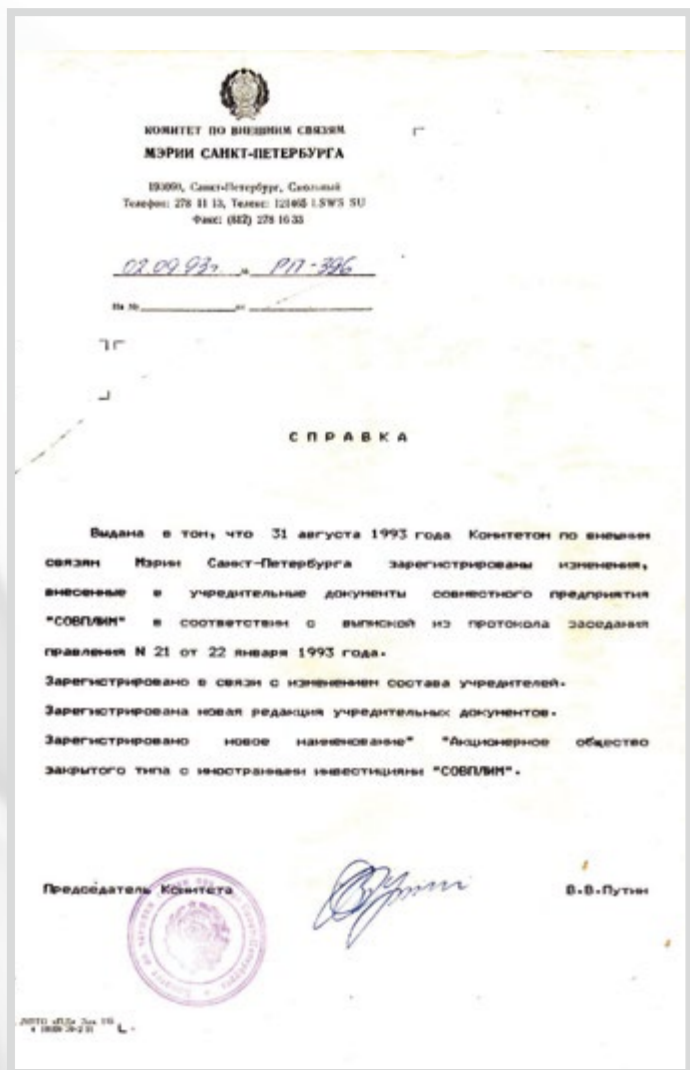 КОМИТЕТ ПО ВНЕШНИМ СВЯЗЯМ
МЭРИИ САНКТ-ПЕТЕРБУРГА
193060, Санкт-Петербург, Смольный
Телефон: 278 11 13, Телекс: 121465 LSWS SU
Факс: (812) 278 16 33
02.09.93г № РП-396
На № от
СПРАВКА
Выдана в том, что 31 августа 1993 года Комитетом по внешним
связям Мэрии Санкт-Петербурга зарегистрированы изменения,
внесенные в учредительные документы совместного предприятия
"СОВПЛИМ" в соответствии с выпиской из протокола заседания
правления N 21 от 22 января 1993 года.
Зарегистрировано в связи с изменением состава учредителей.
Зарегистрирована новая редакция учредительных документов.
Зарегистрировано новое наименование" "Акционерное общество
закрытого типа с иностранными инвестициями "СОВПЛИМ".
Председатель Комитета В.В.Путин